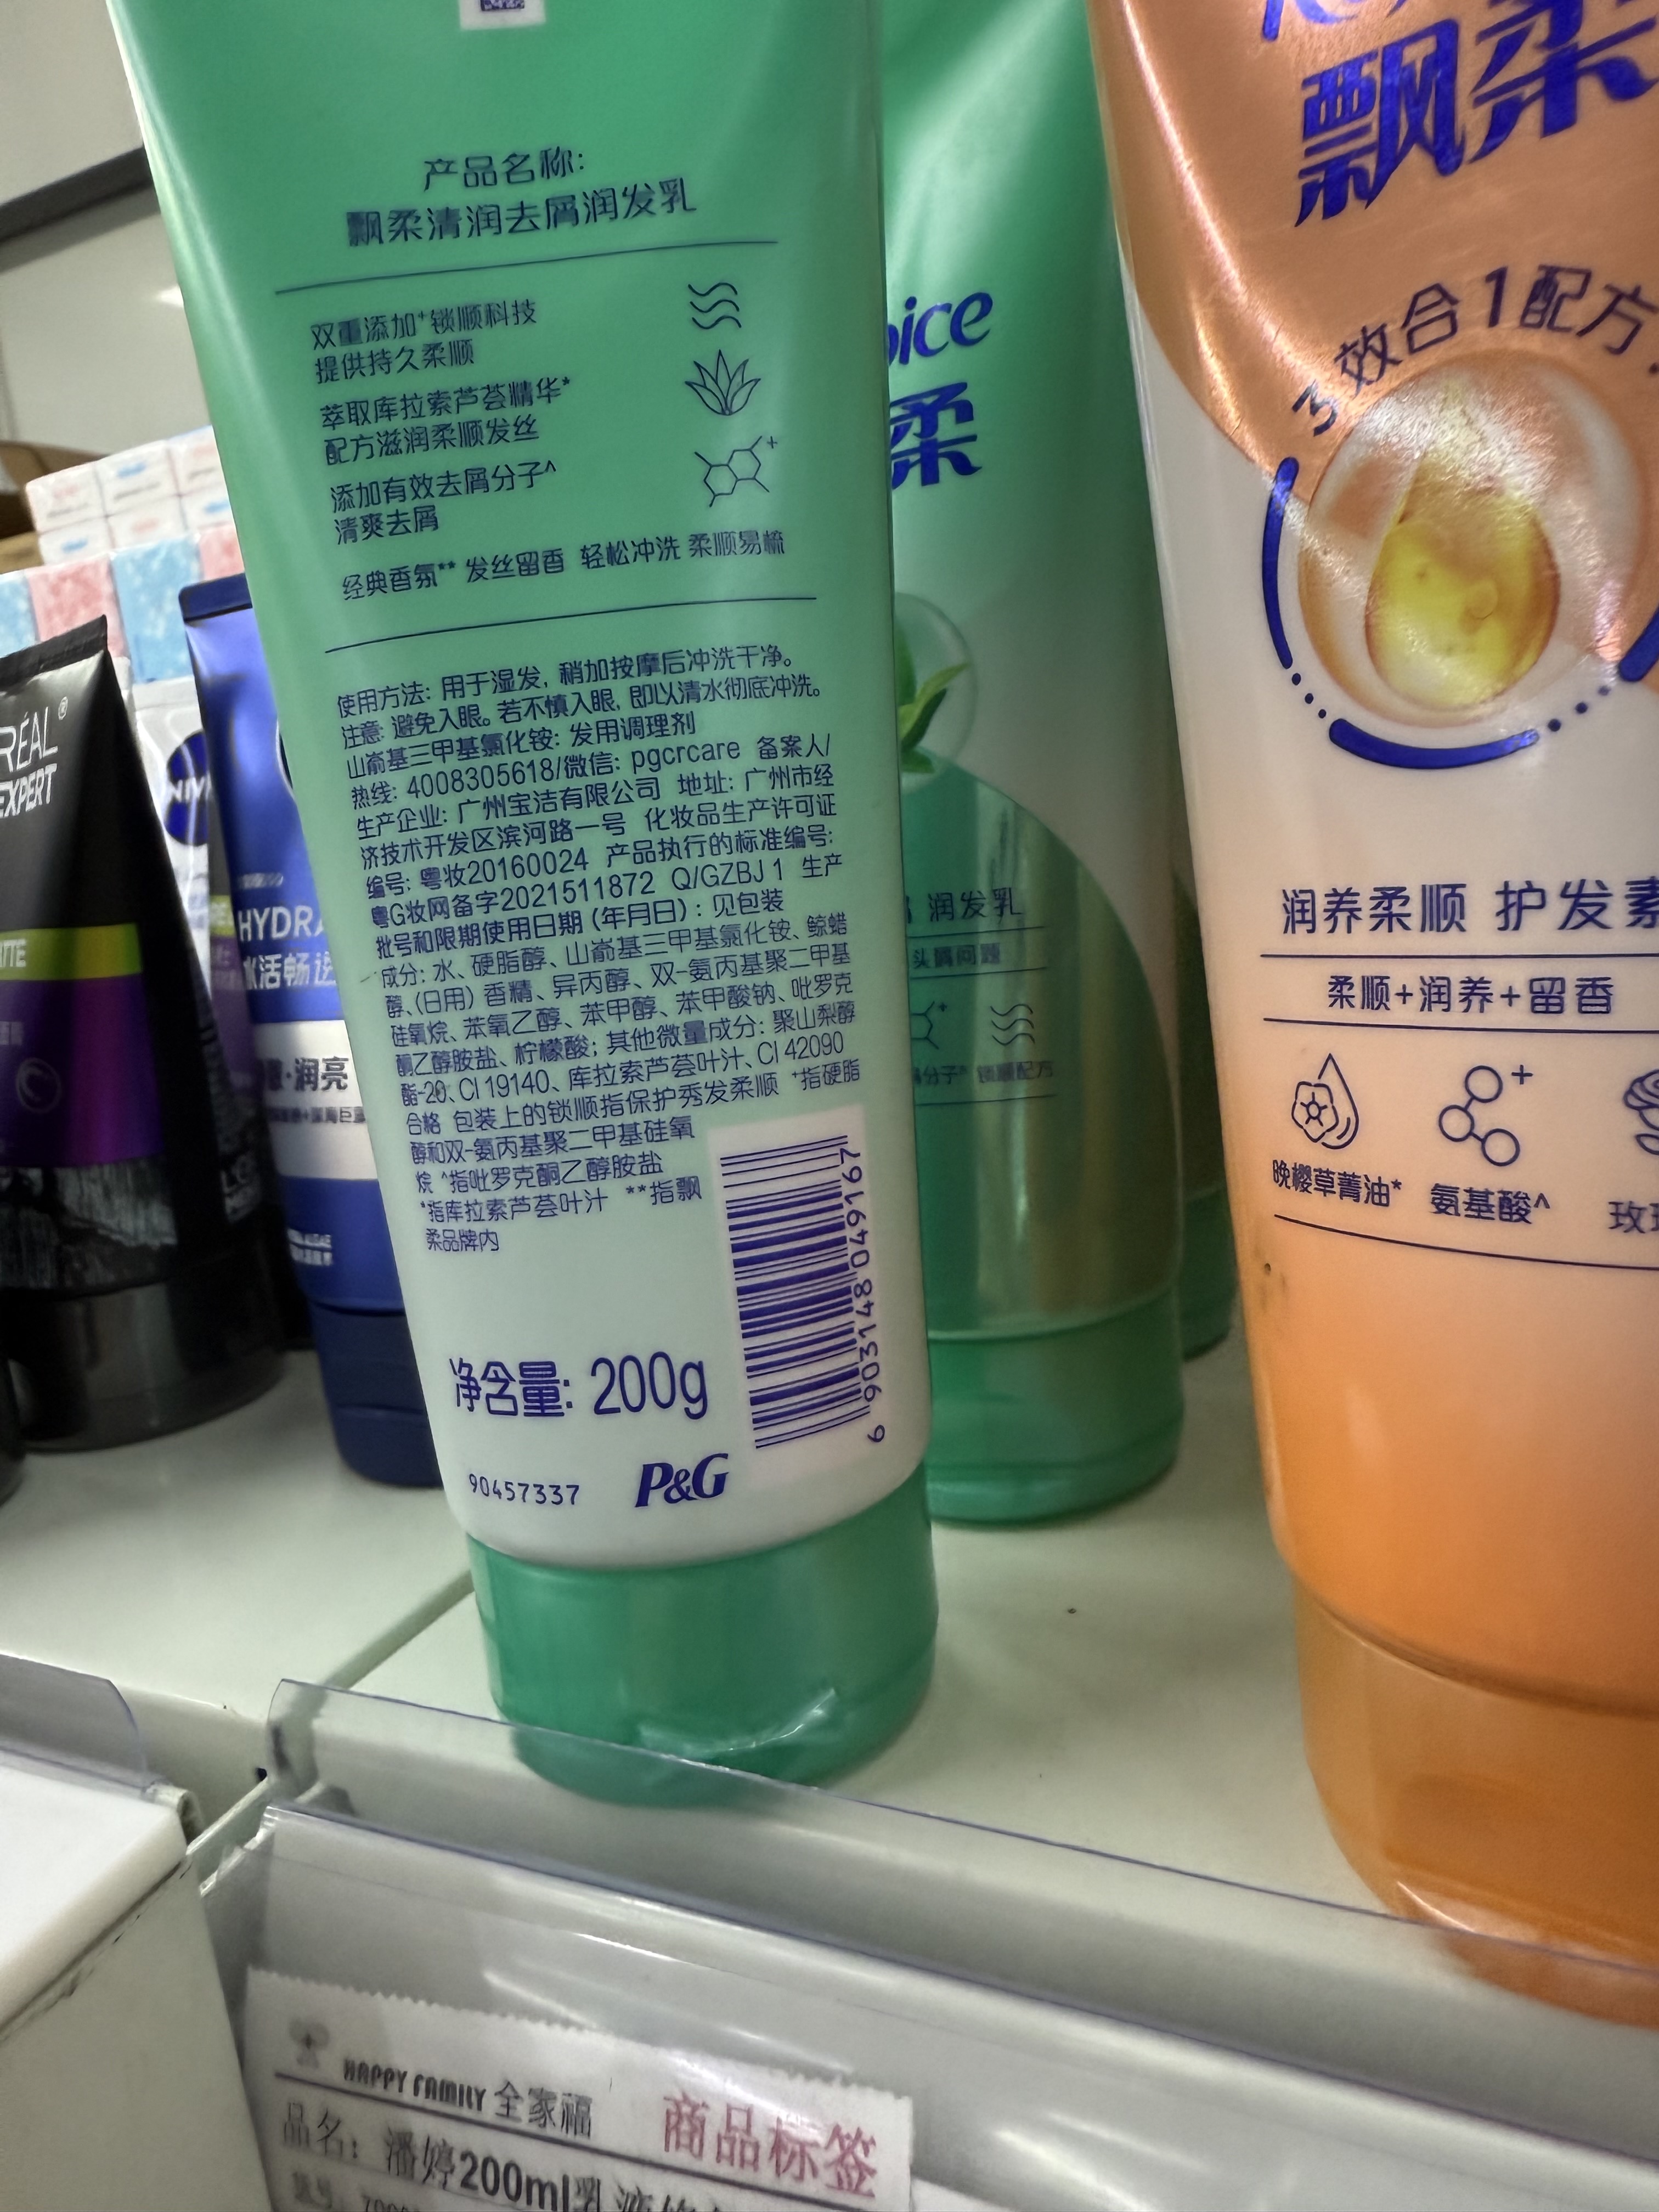 产品名称:
飘柔清润去屑润发乳
双重添加+锁顺科技
提供持久柔顺
萃取库拉索芦荟精华*
配方滋润柔顺发丝
添加有效去屑分子^
清爽去屑
经典香氛** 发丝留香 轻松冲洗 柔顺易梳
使用方法: 用于湿发, 稍加按摩后冲洗干净。
注意: 避免入眼。若不慎入眼, 即以清水彻底冲洗。
山嵛基三甲基氯化铵: 发用调理剂
热线: 4008305618/微信: pgcrcare 备案人/
生产企业: 广州宝洁有限公司 地址: 广州市经
济技术开发区滨河路一号 化妆品生产许可证
编号: 粤妆20160024 产品执行的标准编号:
粤G妆网备字2021511872 Q/GZBJ 1 生产
批号和限期使用日期 (年月日) : 见包装
成分: 水、硬脂醇、山嵛基三甲基氯化铵、鲸蜡
醇、(日用) 香精、异丙醇、双-氨丙基聚二甲基
硅氧烷、苯氧乙醇、苯甲醇、苯甲酸钠、吡罗克
酮乙醇胺盐、柠檬酸; 其他微量成分: 聚山梨醇
酯-20、CI 19140、库拉索芦荟叶汁、CI 42090
合格 包装上的锁顺指保护秀发柔顺 +指硬脂
醇和双-氨丙基聚二甲基硅氧
烷 ^指吡罗克酮乙醇胺盐
*指库拉索芦荟叶汁 **指飘
柔品牌内
6 903148 049167
净含量: 200g
90457337 P&G
柔
润发乳
头屑问题
锁顺配方
飘柔
3效合1配方
润养柔顺 护发素
柔顺+润养+留香
晚樱草菁油* 氨基酸^
RÉAL®
EXPERT
HYDRA
水活畅透
润亮
HAPPY FAMILY 全家福 商品标签
品名: 潘婷200ml乳液